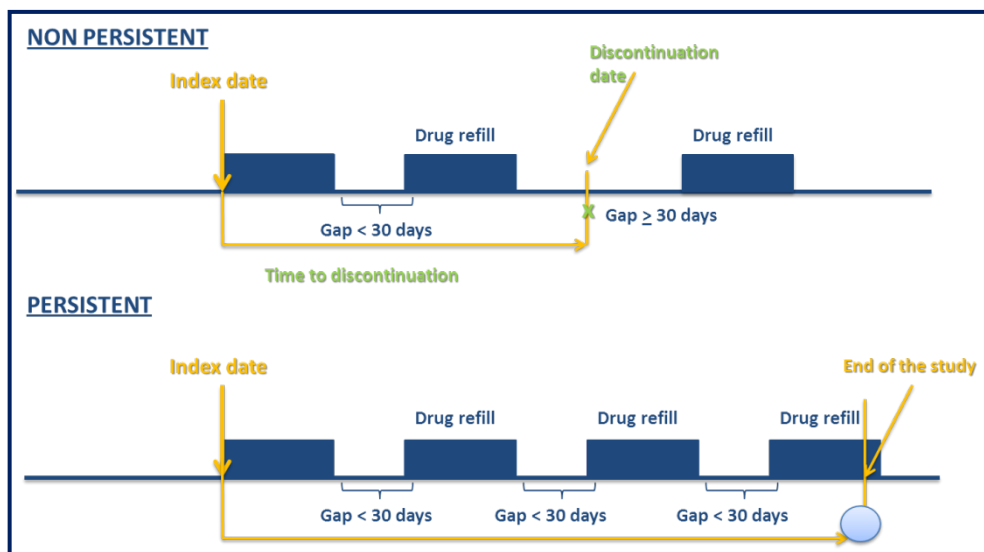 NON PERSISTENT
Discontinuation
date
Index date
Drug refill
Drug refill
X
Gap < 30 days
Gap ≥ 30 days
Time to discontinuation
PERSISTENT
Index date
End of the study
Drug refill
Drug refill
Drug refill
Gap < 30 days
Gap < 30 days
Gap < 30 days